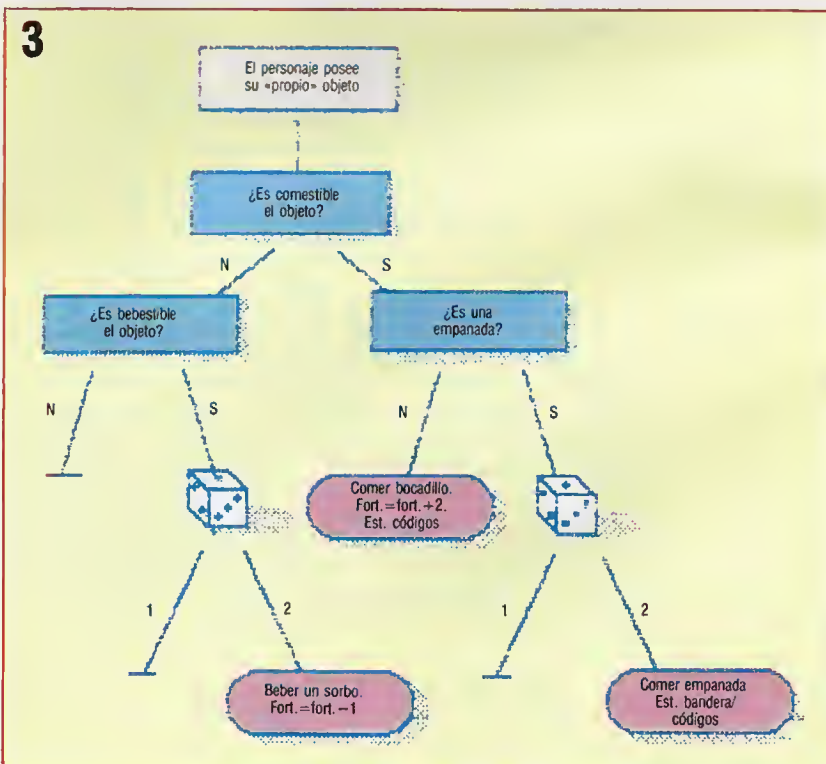 3
El personaje posee
su «propio» objeto
¿Es comestible
el objeto?
N
S
¿Es bebestible
el objeto?
¿Es una
empanada?
N
S
N
S
Comer bocadillo.
Fort.=fort.+2.
Est. códigos
1
2
1
2
Beber un sorbo.
Fort.=fort.−1
Comer empanada
Est. bandera/
códigos